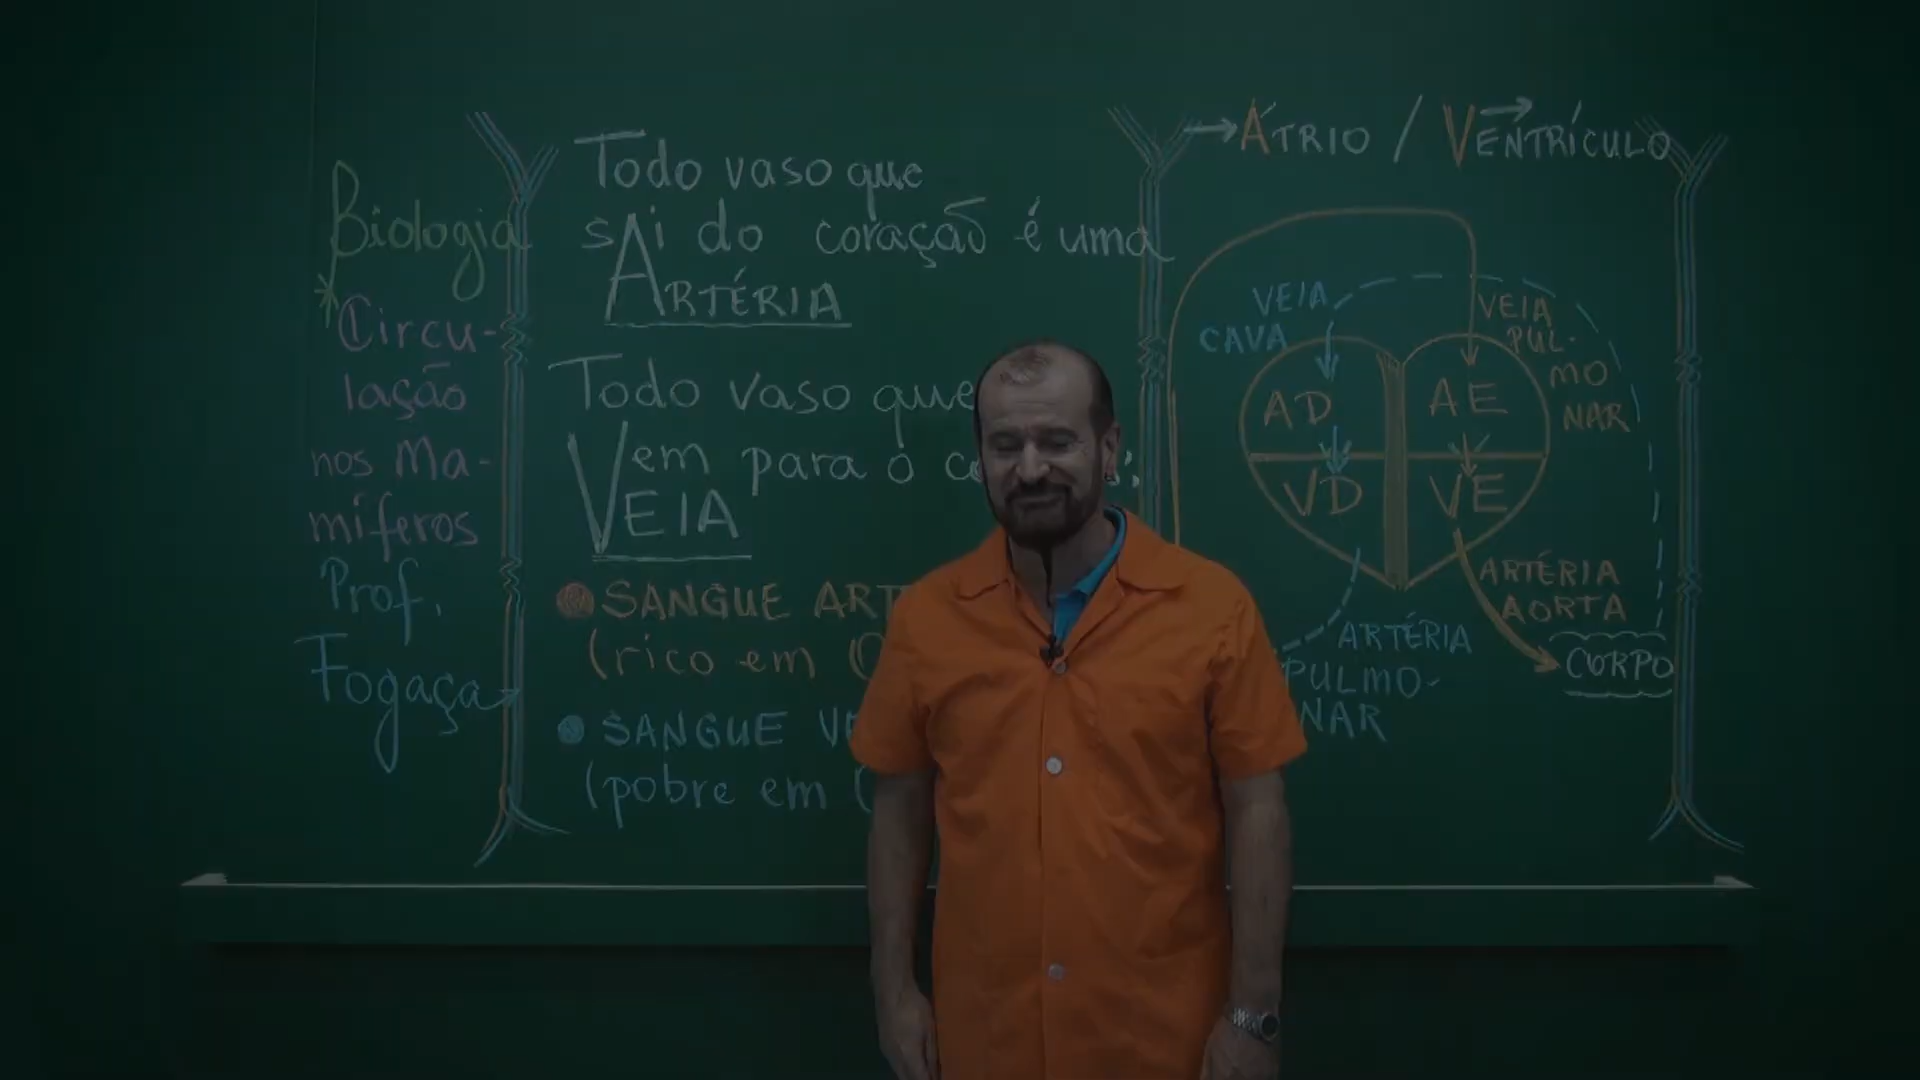 Biologia
Circu-
lação
nos Ma-
míferos
Prof.
Fogaça
Todo vaso que
sAi do coração é uma
ARTÉRIA
Todo vaso que
Vem para o
VEIA
SANGUE
(rico em
SANGUE
(pobre em
→ ÁTRIO / VENTRÍCULO
VEIA
CAVA
VEIA
PUL-
MO
NAR
AD
AE
VD
VE
ARTÉRIA
AORTA
CORPO
ARTÉRIA
PULMO-
NAR